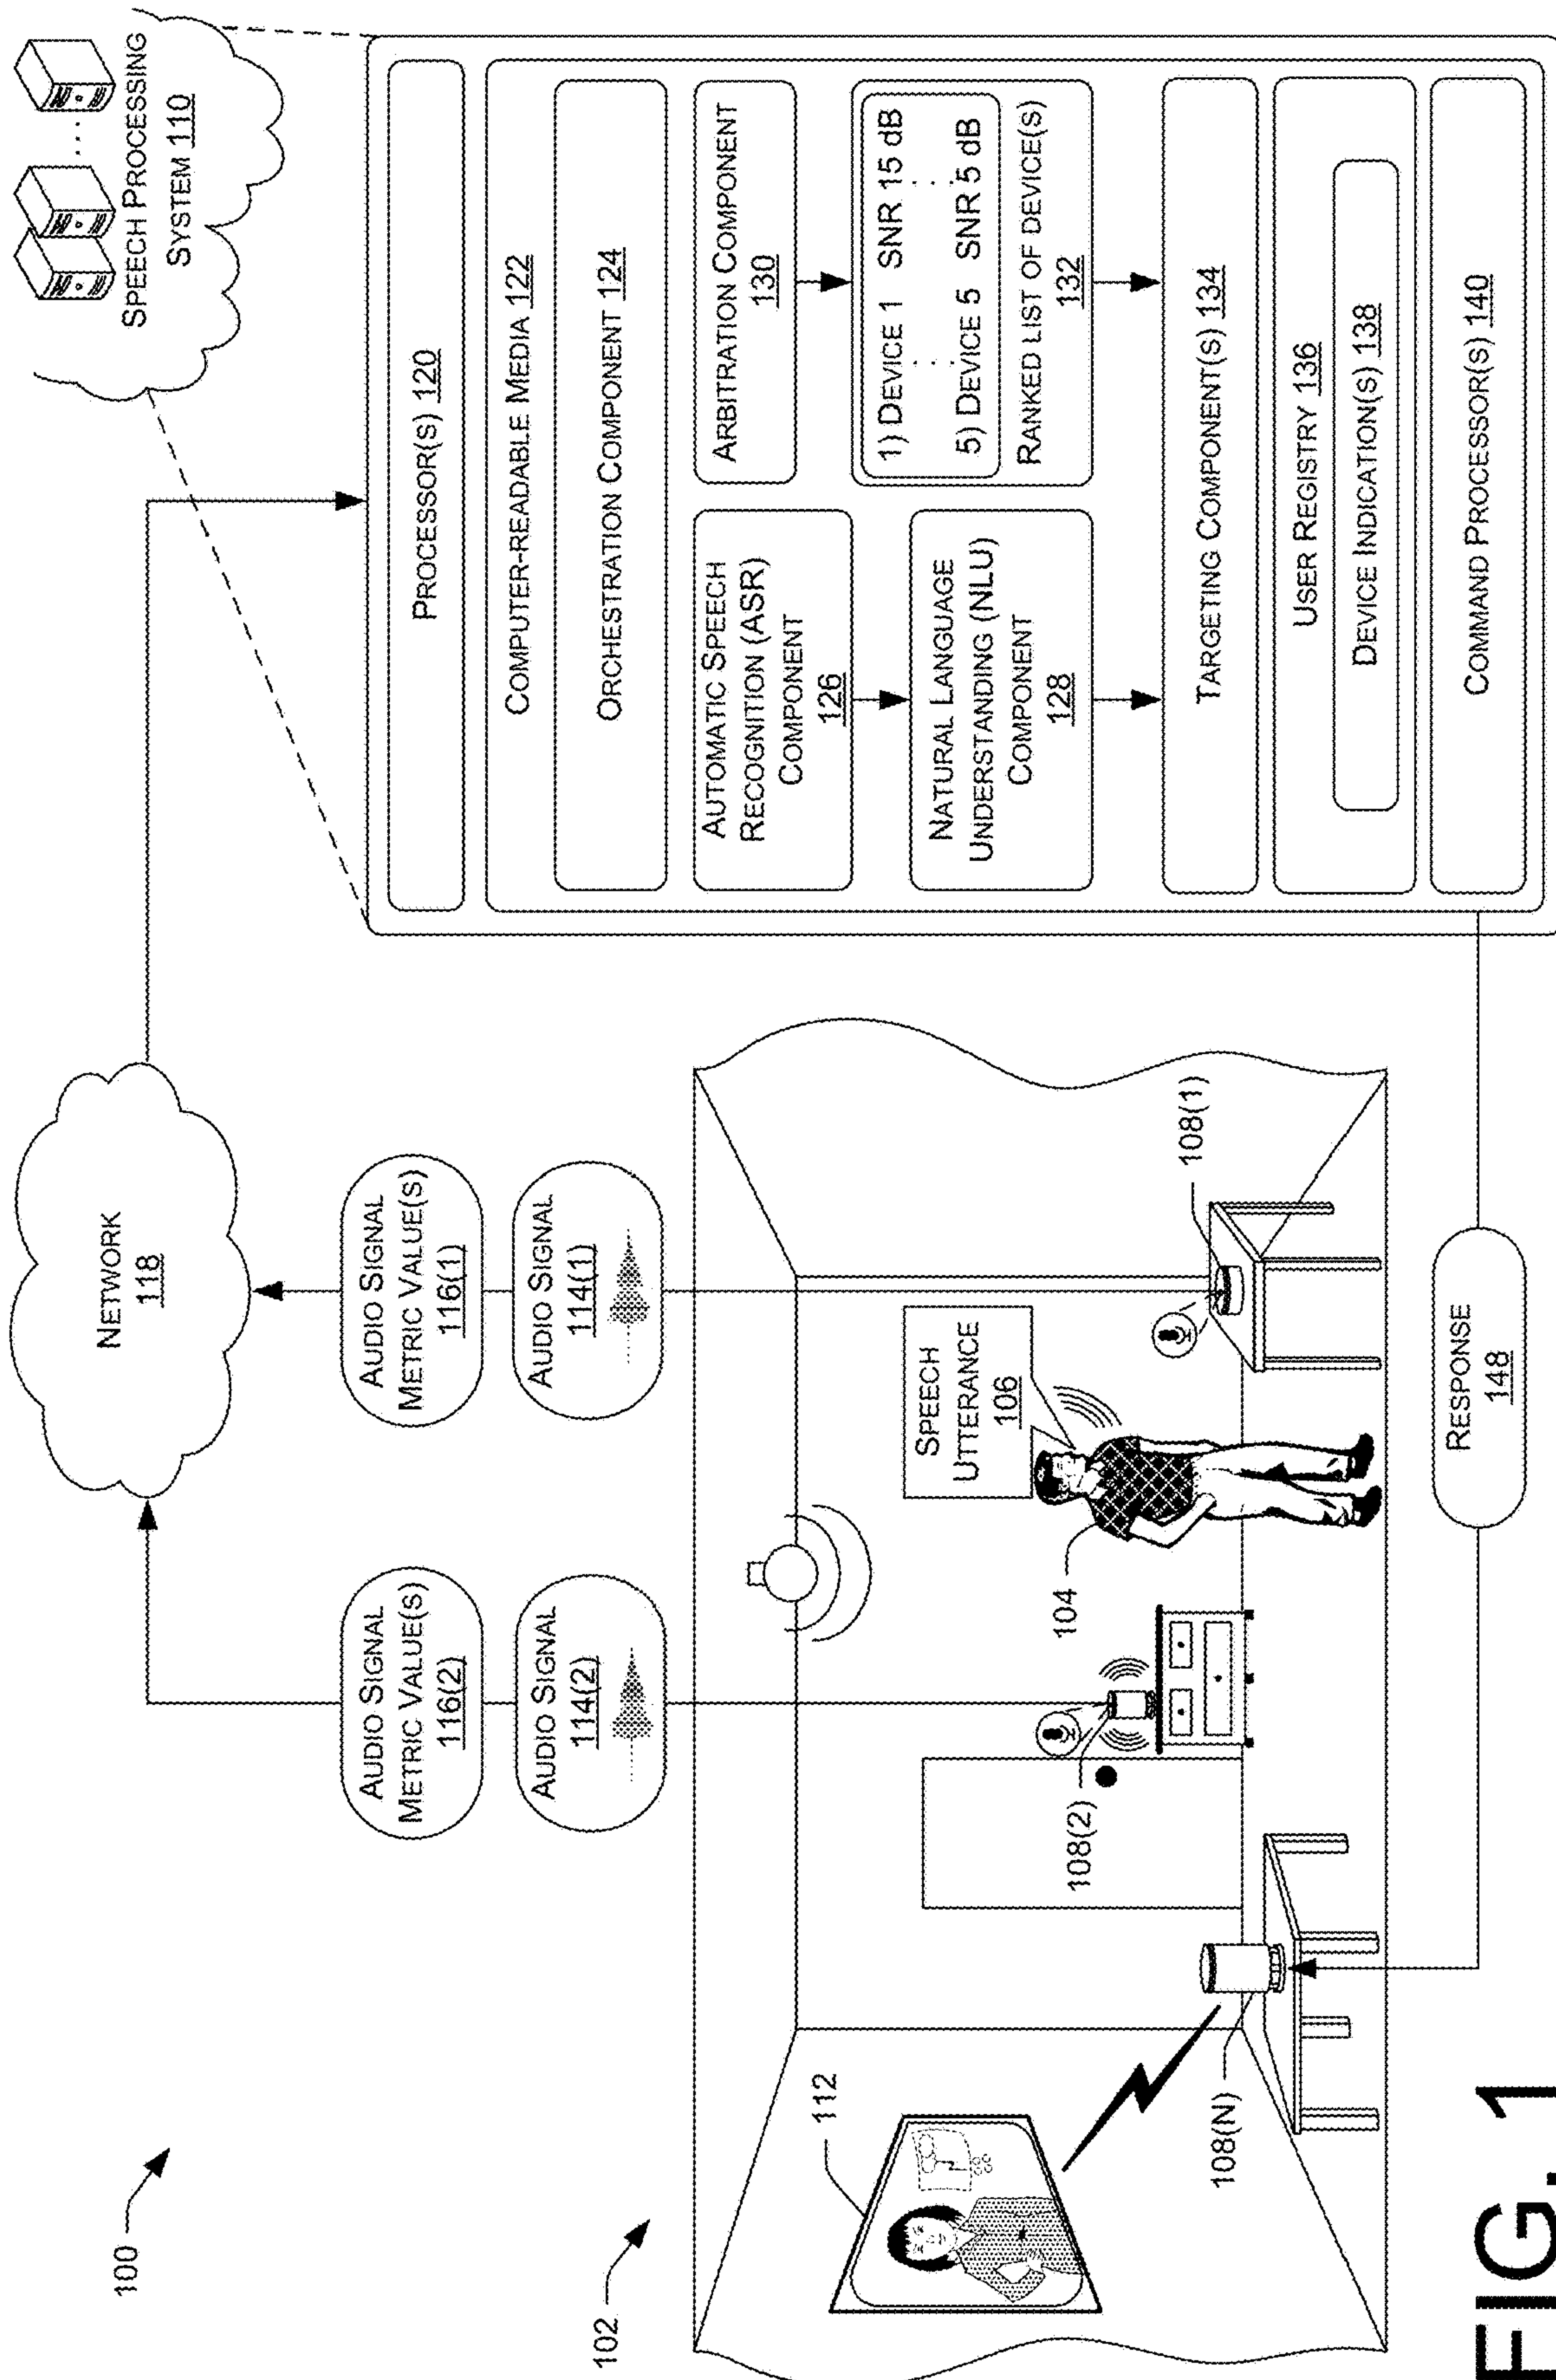 100
102
NETWORK
118
SPEECH PROCESSING
SYSTEM 110
AUDIO SIGNAL
METRIC VALUE(S)
116(2)
AUDIO SIGNAL
114(2)
AUDIO SIGNAL
METRIC VALUE(S)
116(1)
AUDIO SIGNAL
114(1)
112
108(N)
108(2)
104
SPEECH
UTTERANCE
106
108(1)
RESPONSE
148
PROCESSOR(S) 120
COMPUTER-READABLE MEDIA 122
ORCHESTRATION COMPONENT 124
AUTOMATIC SPEECH
RECOGNITION (ASR)
COMPONENT
126
NATURAL LANGUAGE
UNDERSTANDING (NLU)
COMPONENT
128
ARBITRATION COMPONENT
130
1) DEVICE 1 SNR 15 dB
5) DEVICE 5 SNR 5 dB
RANKED LIST OF DEVICE(S)
132
TARGETING COMPONENT(S) 134
USER REGISTRY 136
DEVICE INDICATION(S) 138
COMMAND PROCESSOR(S) 140
FIG. 1